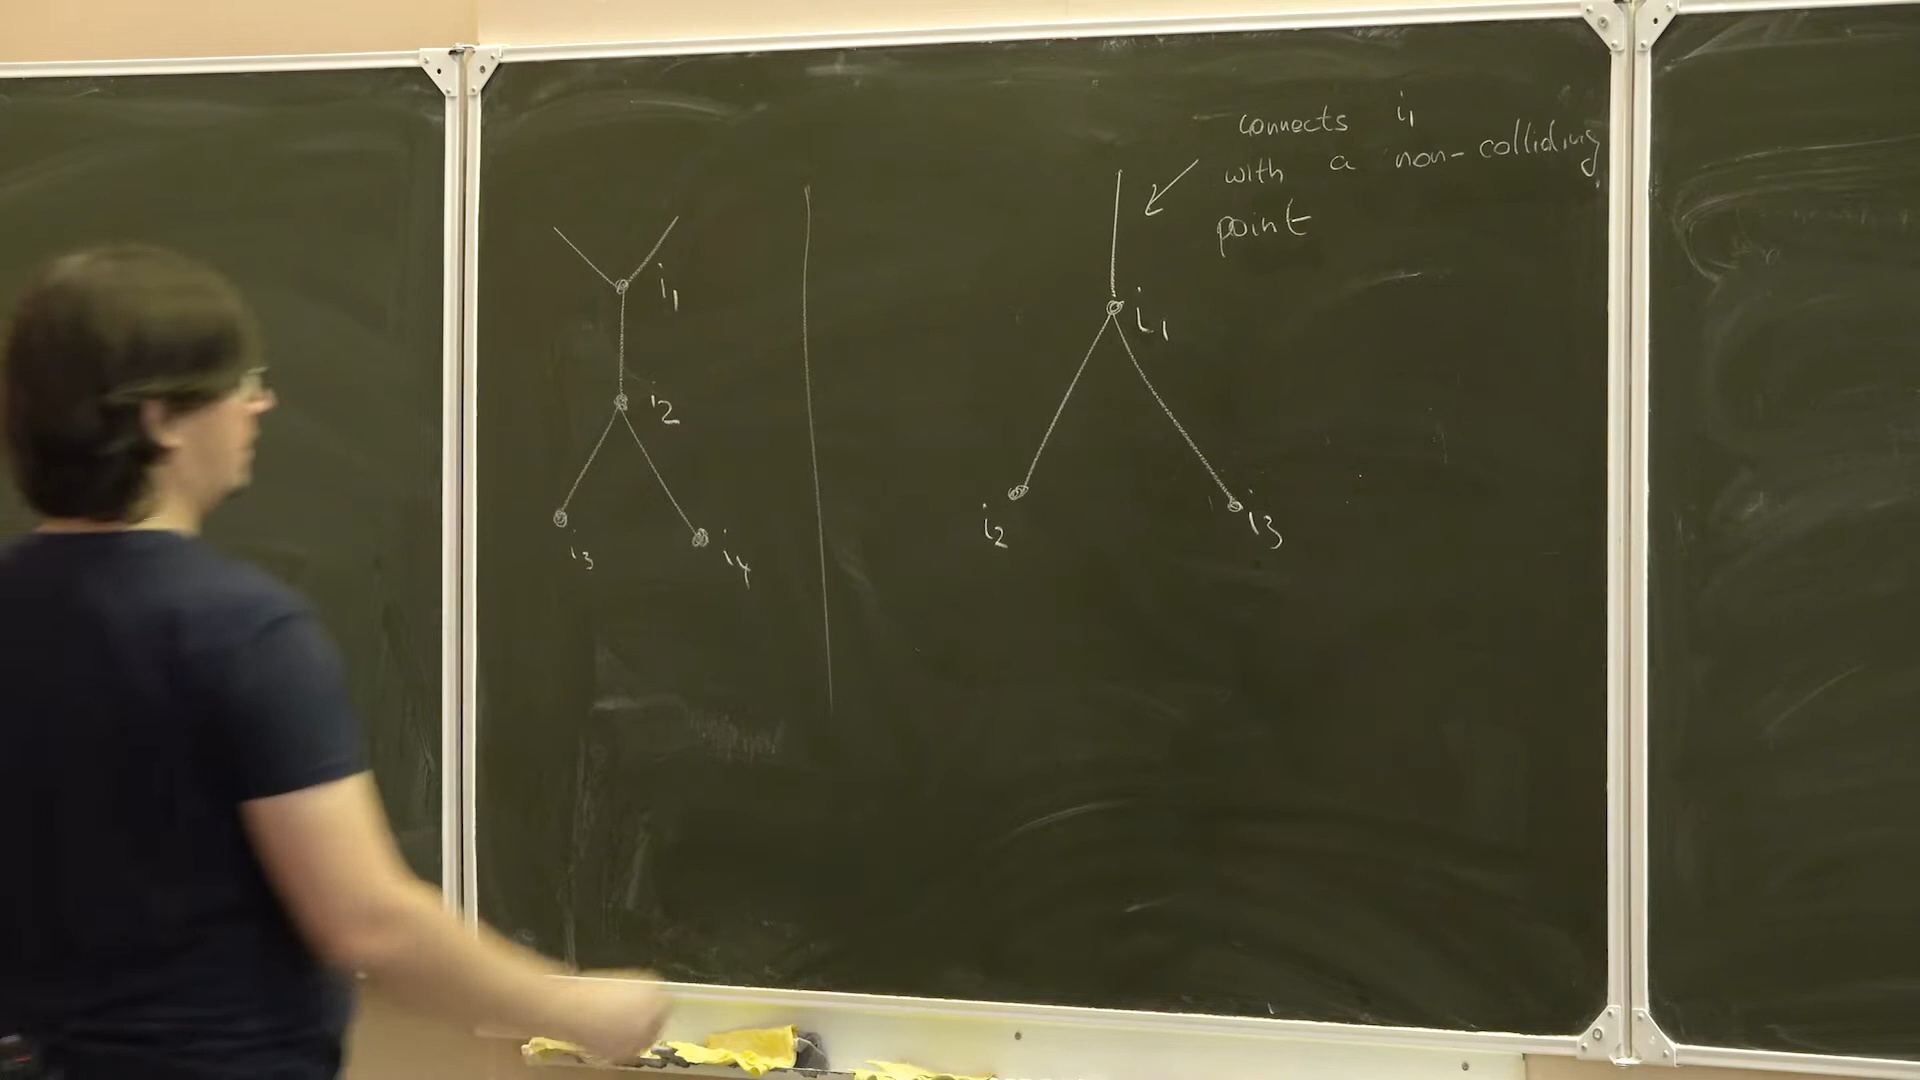 connects i₁
with a non-colliding
point
i₁
i₂
i₃
i₄
i₁
i₂
i₃